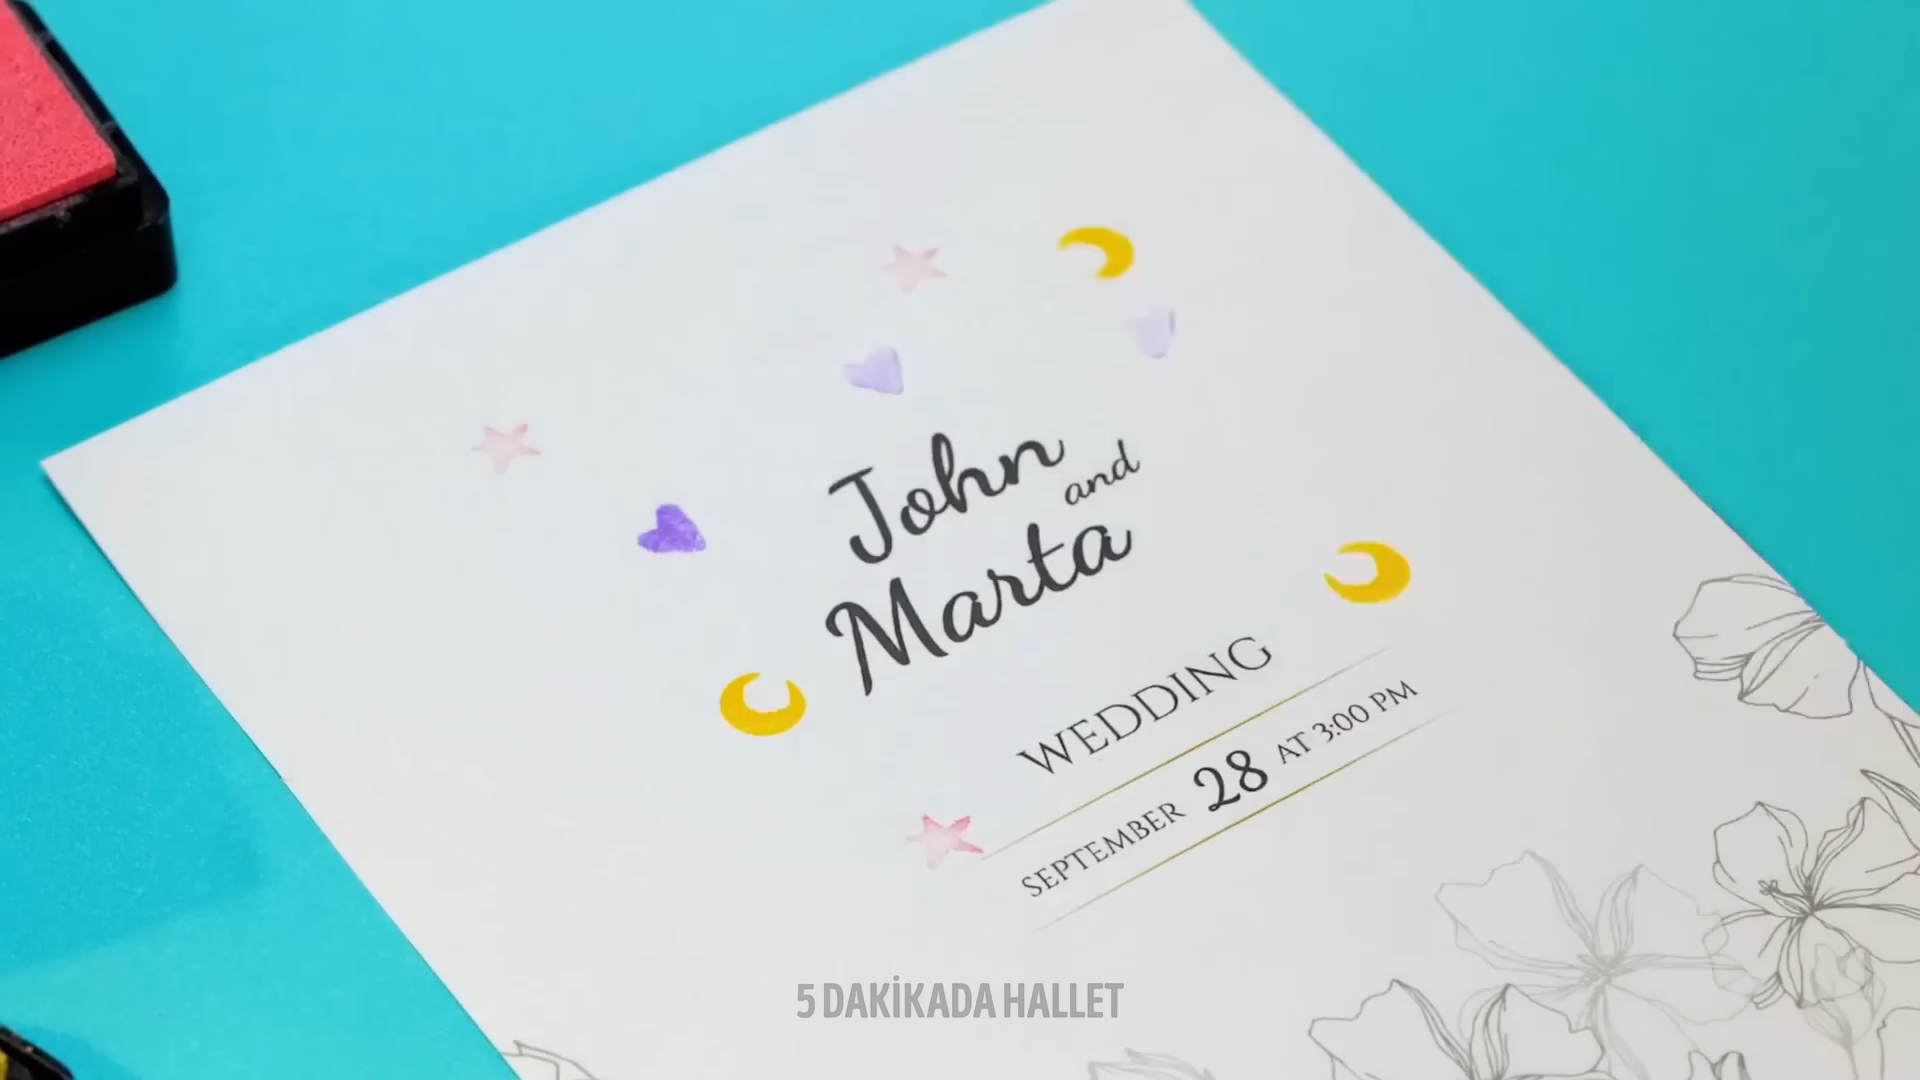 John
and
Marta
WEDDING
SEPTEMBER 28 AT 3:00 PM
5 DAKİKADA HALLET